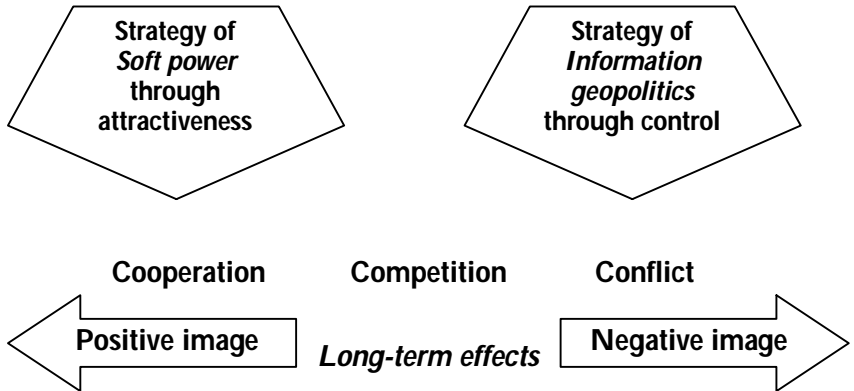 Strategy of
Soft power
through
attractiveness
Strategy of
Information
geopolitics
through control
Cooperation Competition Conflict
Positive image
Long-term effects
Negative image